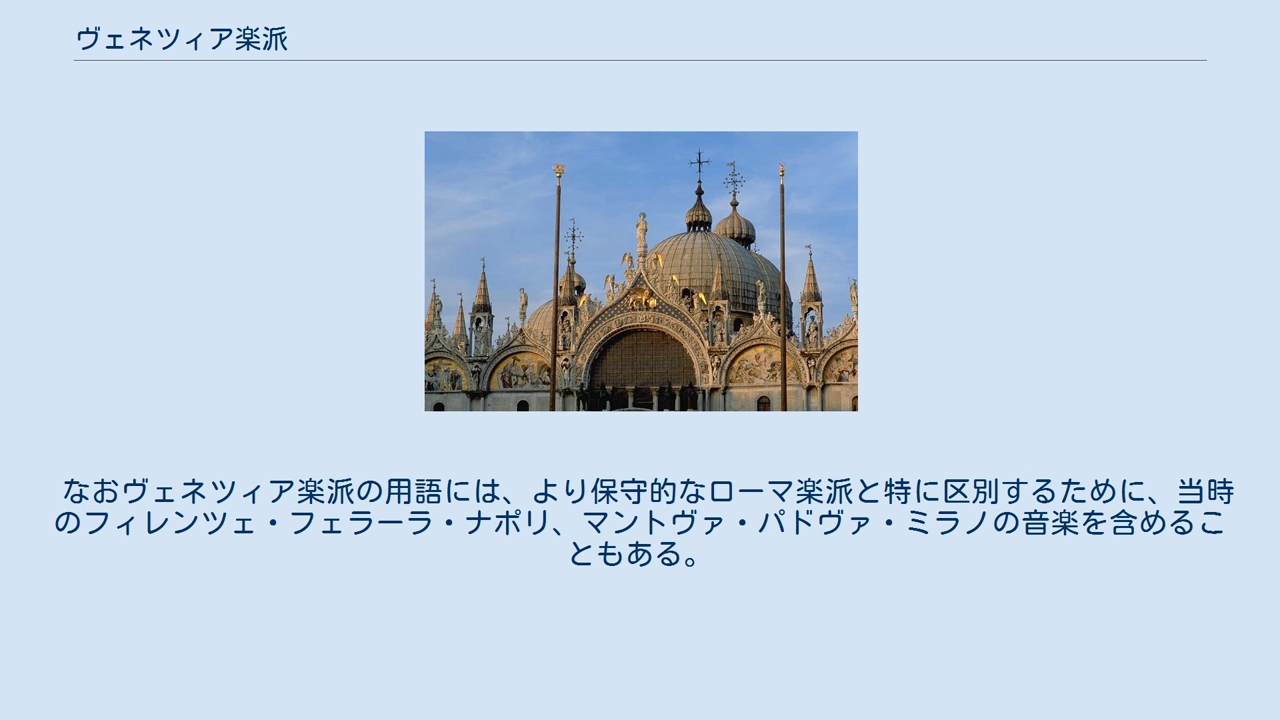 ヴェネツィア楽派
なおヴェネツィア楽派の用語には、より保守的なローマ楽派と特に区別するために、当時
のフィレンツェ・フェラーラ・ナポリ、マントヴァ・パドヴァ・ミラノの音楽を含めるこ
ともある。